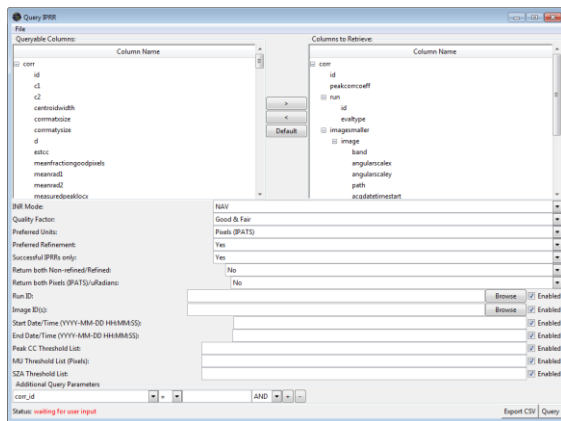 Query IPRR
File
Queryable Columns:
Columns to Retrieve:
Column Name
Column Name
corr
id
c1
c2
centroidwidth
corrmatxsize
corrmatysize
d
estcc
meanfractiongoodpixels
meanrad1
meanrad2
measuredpeaklocx
>
<
Default
corr
id
peakcorrcoeff
run
id
evaltype
imagesmaller
image
band
angularscalex
angularscaley
path
acqdatetimestart
INR Mode: NAV
Quality Factor: Good & Fair
Preferred Units: Pixels (IPATS)
Preferred Refinement: Yes
Successful IPRRs only: Yes
Return both Non-refined/Refined: No
Return both Pixels (IPATS)/uRadians: No
Run ID: Browse Enabled
Image ID(s): Browse Enabled
Start Date/Time (YYYY-MM-DD HH:MM:SS): Enabled
End Date/Time (YYYY-MM-DD HH:MM:SS): Enabled
Peak CC Threshold List: Enabled
MU Threshold List (Pixels): Enabled
SZA Threshold List: Enabled
Additional Query Parameters
corr_id = AND + -
Status: waiting for user input Export CSV Query